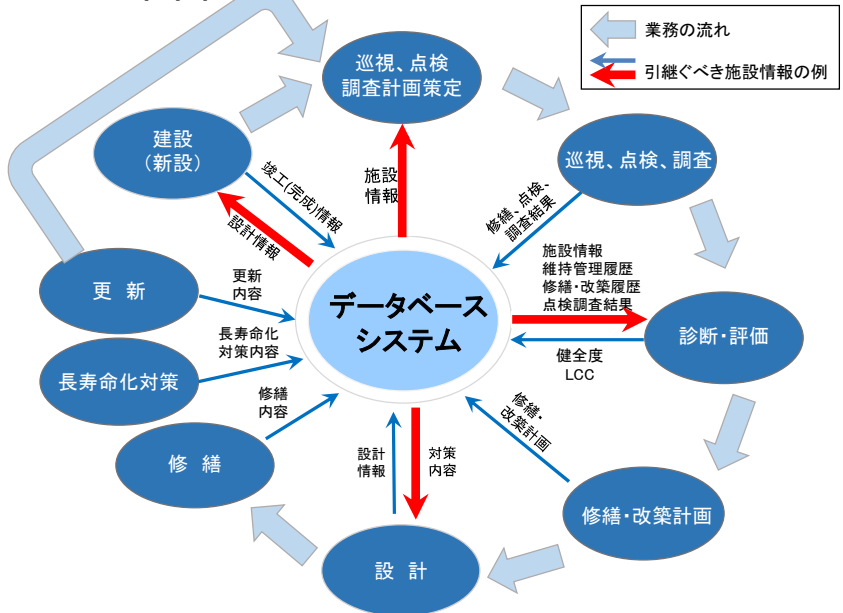 業務の流れ
引継ぐべき施設情報の例
巡視、点検
調査計画策定
建設
(新設)
巡視、点検、調査
竣工(完成)情報
設計情報
施設
情報
修繕、点検、
調査結果
施設情報
維持管理履歴
修繕・改築履歴
点検調査結果
更 新
更新
内容
データベース
システム
診断・評価
長寿命化
対策内容
健全度
LCC
長寿命化対策
修繕
内容
修繕・
改築計画
修 繕
設計
情報
対策
内容
修繕・改築計画
設 計